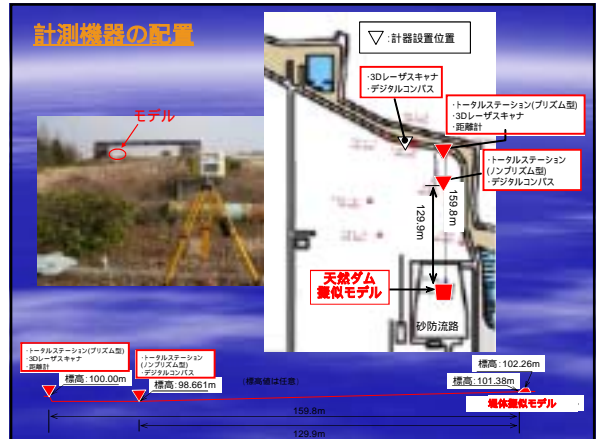 計測機器の配置
▽:計器設置位置
・3Dレーザスキャナ
・デジタルコンパス
・トータルステーション(プリズム型)
・3Dレーザスキャナ
・距離計
モデル
・トータルステーション
(ノンプリズム型)
・デジタルコンパス
159.8m
129.9m
天然ダム
擬似モデル
砂防流路
・トータルステーション(プリズム型)
・3Dレーザスキャナ
・距離計
・トータルステーション
(ノンプリズム型)
・デジタルコンパス
標高:102.26m
標高:100.00m
標高:98.661m
(標高値は任意)
標高:101.38m
堤体擬似モデル
159.8m
129.9m